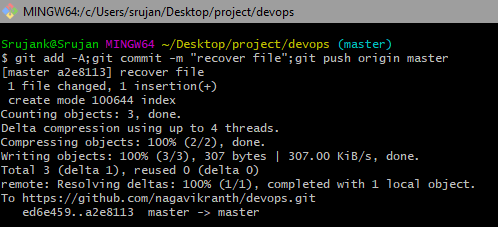 MINGW64:/c/Users/srujan/Desktop/project/devops
Srujank@Srujan MINGW64 ~/Desktop/project/devops (master)
$ git add -A;git commit -m "recover file";git push origin master
[master a2e8113] recover file
 1 file changed, 1 insertion(+)
 create mode 100644 index
Counting objects: 3, done.
Delta compression using up to 4 threads.
Compressing objects: 100% (2/2), done.
Writing objects: 100% (3/3), 307 bytes | 307.00 KiB/s, done.
Total 3 (delta 1), reused 0 (delta 0)
remote: Resolving deltas: 100% (1/1), completed with 1 local object.
To https://github.com/nagavikranth/devops.git
   ed6e459..a2e8113  master -> master